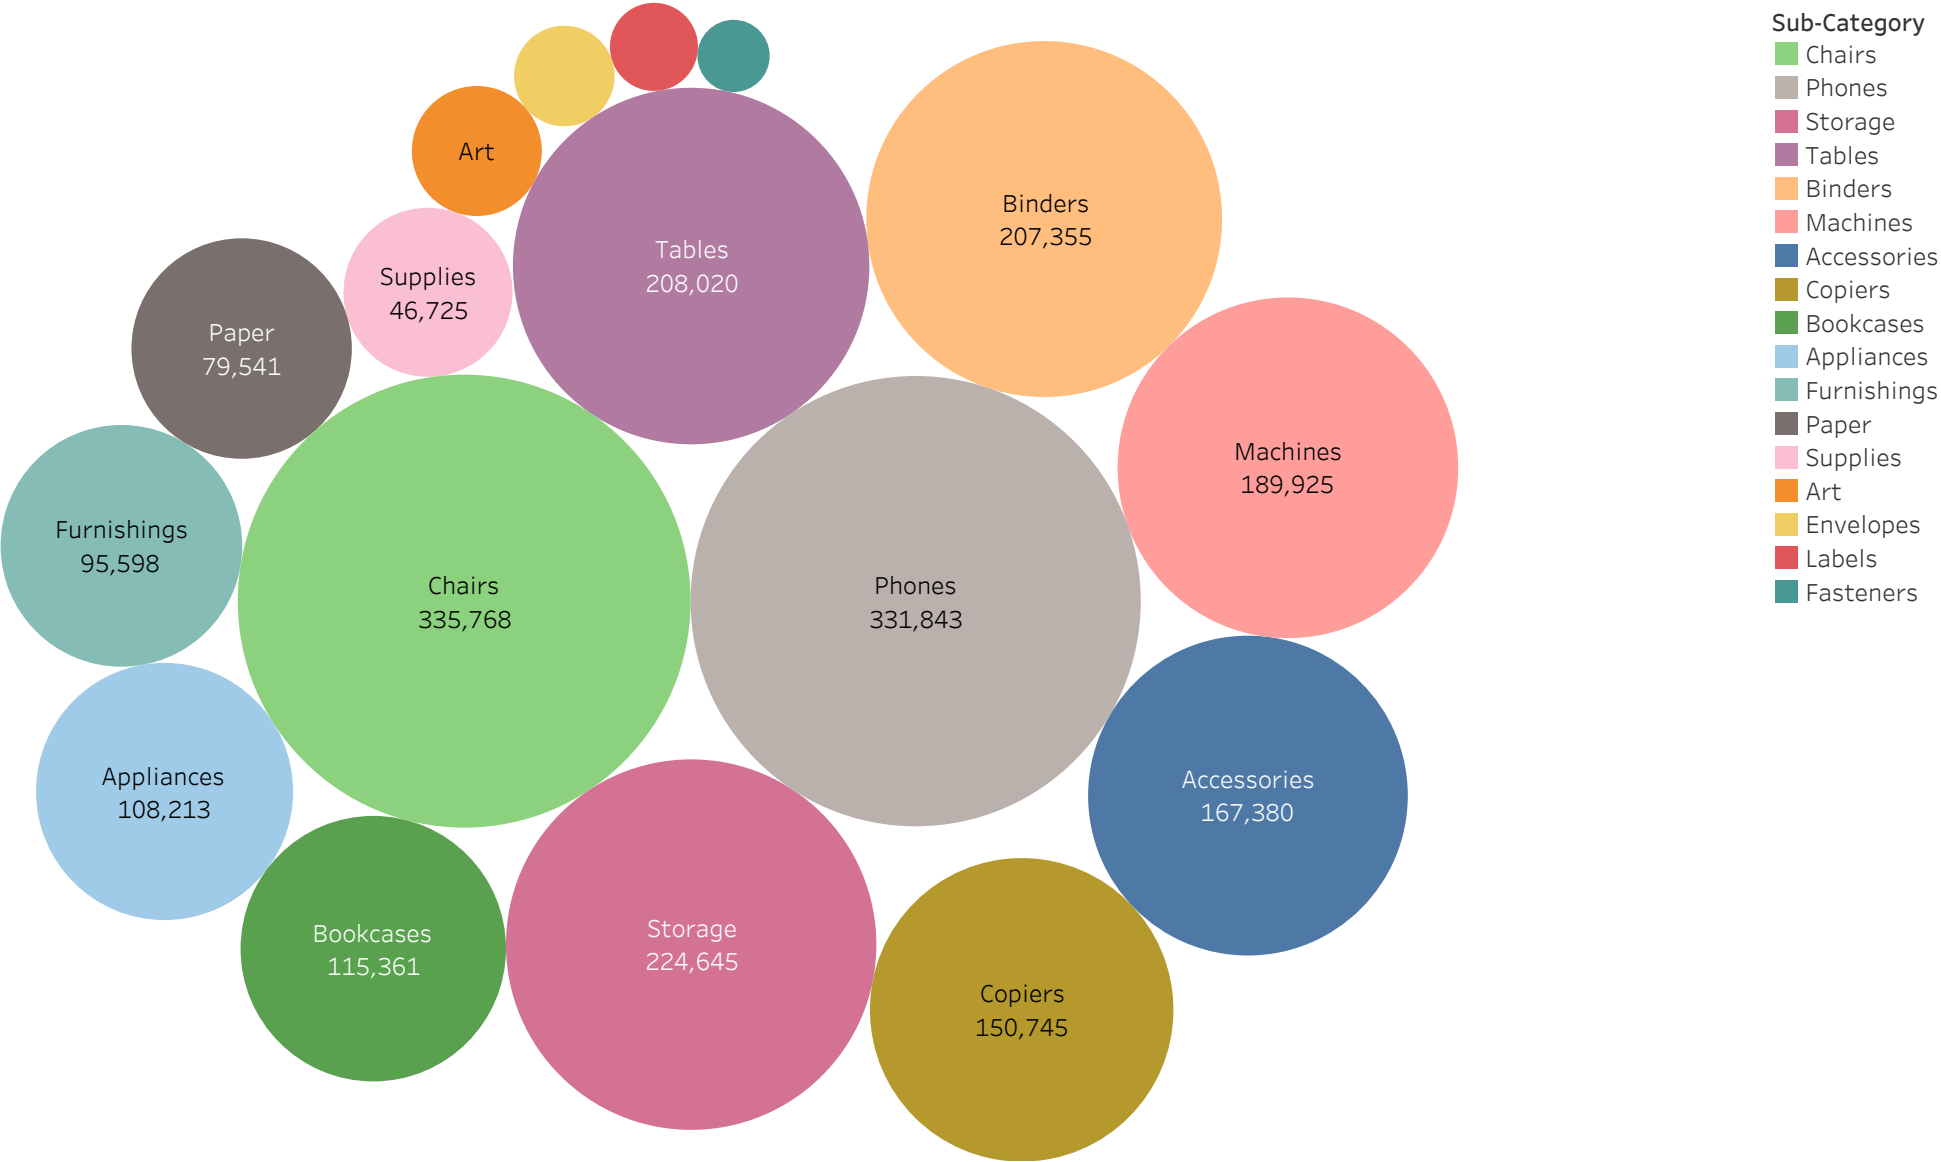 Art
Binders
207,355
Tables
208,020
Supplies
46,725
Paper
79,541
Machines
189,925
Furnishings
95,598
Chairs
335,768
Phones
331,843
Appliances
108,213
Accessories
167,380
Bookcases
115,361
Storage
224,645
Copiers
150,745
Sub-Category
Chairs
Phones
Storage
Tables
Binders
Machines
Accessories
Copiers
Bookcases
Appliances
Furnishings
Paper
Supplies
Art
Envelopes
Labels
Fasteners